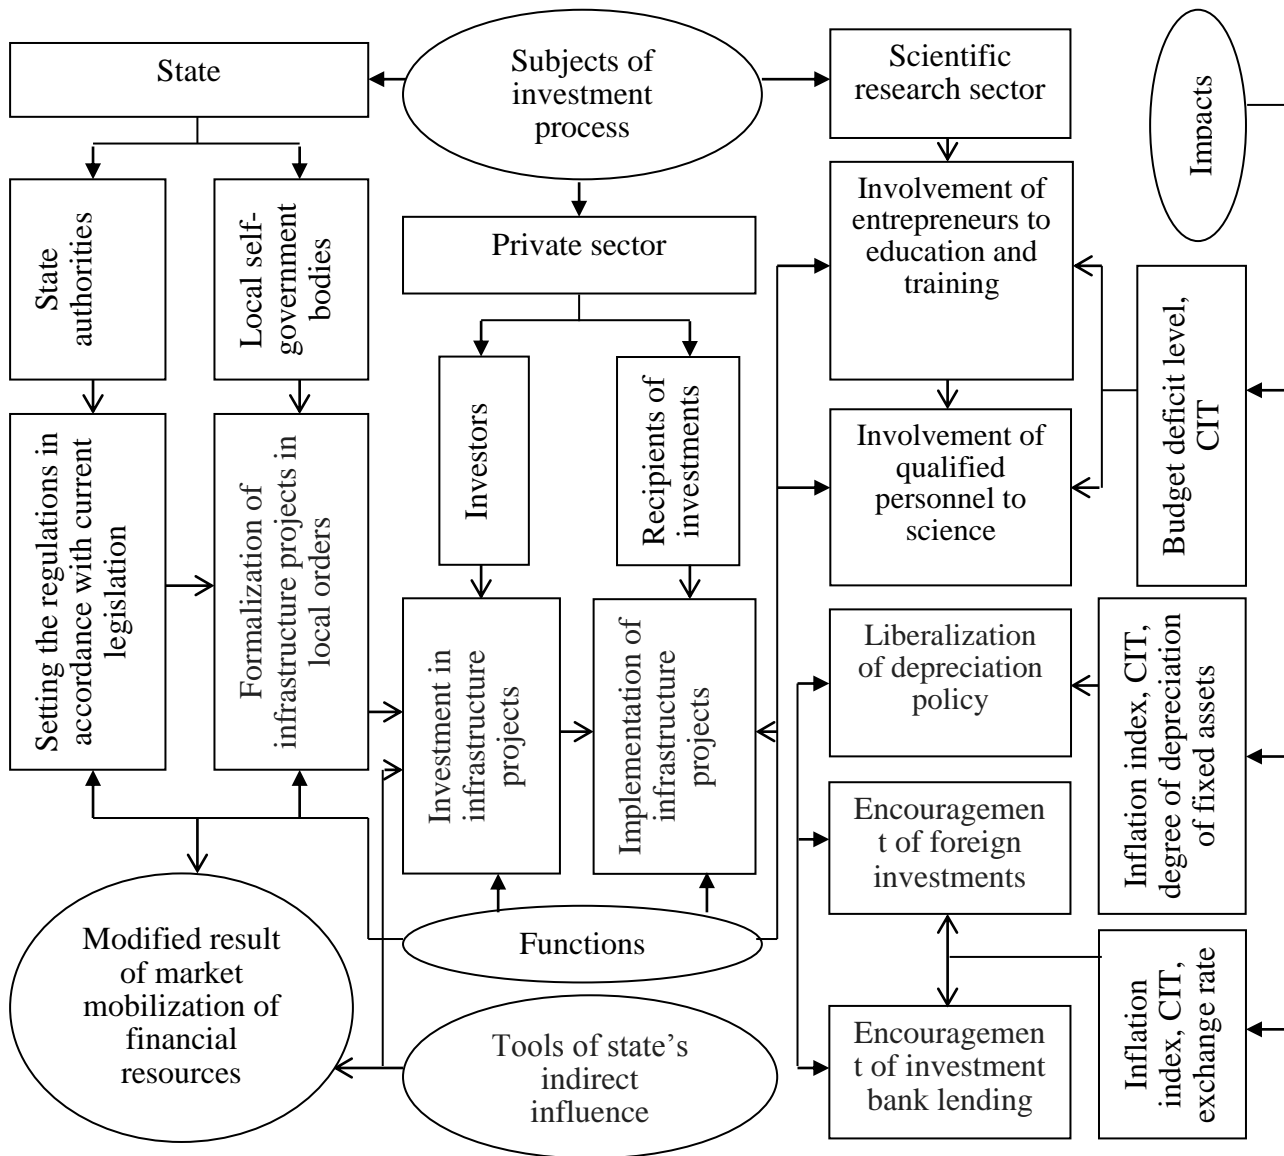 State
Subjects of
investment
process
Scientific
research sector
Impacts
State
authorities
Local self-
government
bodies
Private sector
Involvement of
entrepreneurs to
education and
training
Budget deficit level,
CIT
Investors
Recipients of
investments
Involvement of
qualified
personnel to
science
Setting the regulations in
accordance with current
legislation
Formalization of
infrastructure projects in
local orders
Investment in
infrastructure
projects
Implementation of
infrastructure
projects
Liberalization
of depreciation
policy
Inflation index, CIT,
degree of depreciation
of fixed assets
Encouragemen
t of foreign
investments
Functions
Modified result
of market
mobilization of
financial
resources
Tools of state’s
indirect
influence
Encouragemen
t of investment
bank lending
Inflation
index, CIT,
exchange rate